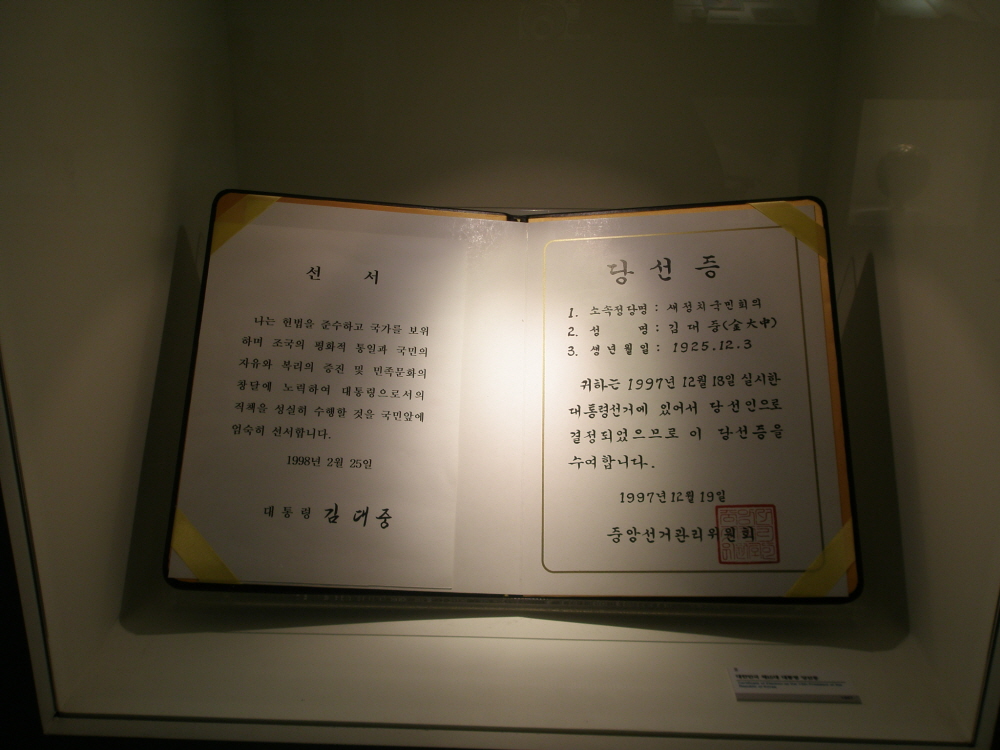 선 서
나는 헌법을 준수하고 국가를 보위
하며 조국의 평화적 통일과 국민의
자유와 복리의 증진 및 민족문화의
창달에 노력하여 대통령으로서의
직책을 성실히 수행할 것을 국민앞에
엄숙히 선서합니다.
1998년 2월 25일
대통령 김대중
당선증
1. 소속정당명 : 새정치국민회의
2. 성 명 : 김대중(金大中)
3. 생년월일 : 1925.12.3
귀하는 1997년 12월 18일 실시한
대통령선거에 있어서 당선인으로
결정되었으므로 이 당선증을
수여합니다.
1997년 12월 19일
중앙선거관리위원회